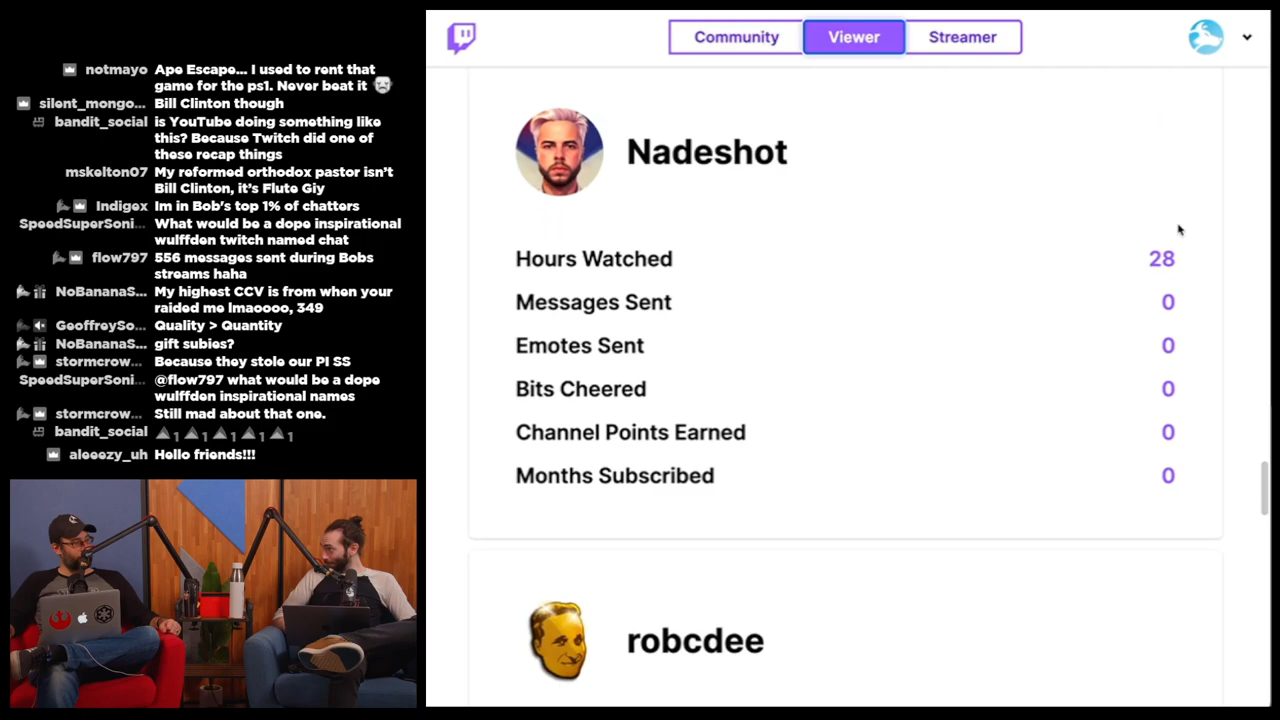 notmayo Ape Escape... I used to rent that
game for the ps1. Never beat it
silent_mongo... Bill Clinton though
bandit_social is YouTube doing something like
this? Because Twitch did one of
these recap things
mskelton07 My reformed orthodox pastor isn't
Bill Clinton, it's Flute Giy
Indigex Im in Bob's top 1% of chatters
SpeedSuperSoni... What would be a dope inspirational
wulffden twitch named chat
flow797 556 messages sent during Bobs
streams haha
NoBananaS... My highest CCV is from when your
raided me lmaoooo, 349
GeoffreySo... Quality > Quantity
NoBananaS... gift subies?
stormcrow... Because they stole our PI SS
SpeedSuperSoni... @flow797 what would be a dope
wulffden inspirational names
stormcrow... Still mad about that one.
bandit_social 1 1 1 1 1
aleeezy_uh Hello friends!!!
Community Viewer Streamer
Nadeshot
Hours Watched 28
Messages Sent 0
Emotes Sent 0
Bits Cheered 0
Channel Points Earned 0
Months Subscribed 0
robcdee